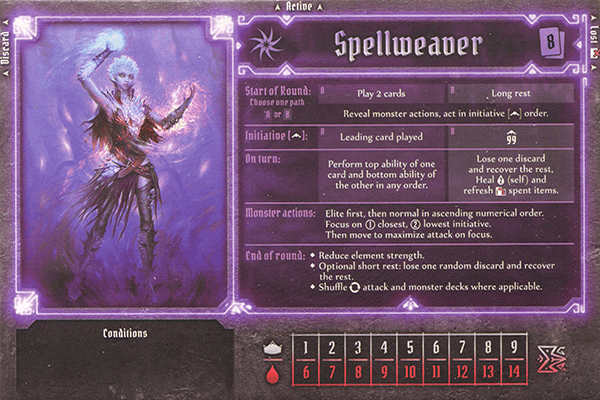 Active
Discard
Lost
Spellweaver
8
Start of Round:
Choose one path
A or B
A Play 2 cards
B Long rest
Reveal monster actions, act in initiative [ ] order.
Initiative [ ]:
A Leading card played
B 99
On turn:
Perform top ability of one
card and bottom ability of
the other in any order.
Lose one discard
and recover the rest,
Heal 2 (self) and
refresh spent items.
Monster actions:
Elite first, then normal in ascending numerical order.
Focus on ① closest, ② lowest initiative.
Then move to maximize attack on focus.
End of round:
◆ Reduce element strength.
◆ Optional short rest: lose one random discard and recover
the rest.
◆ Shuffle attack and monster decks where applicable.
Conditions
1 2 3 4 5 6 7 8 9
6 7 8 9 10 11 12 13 14